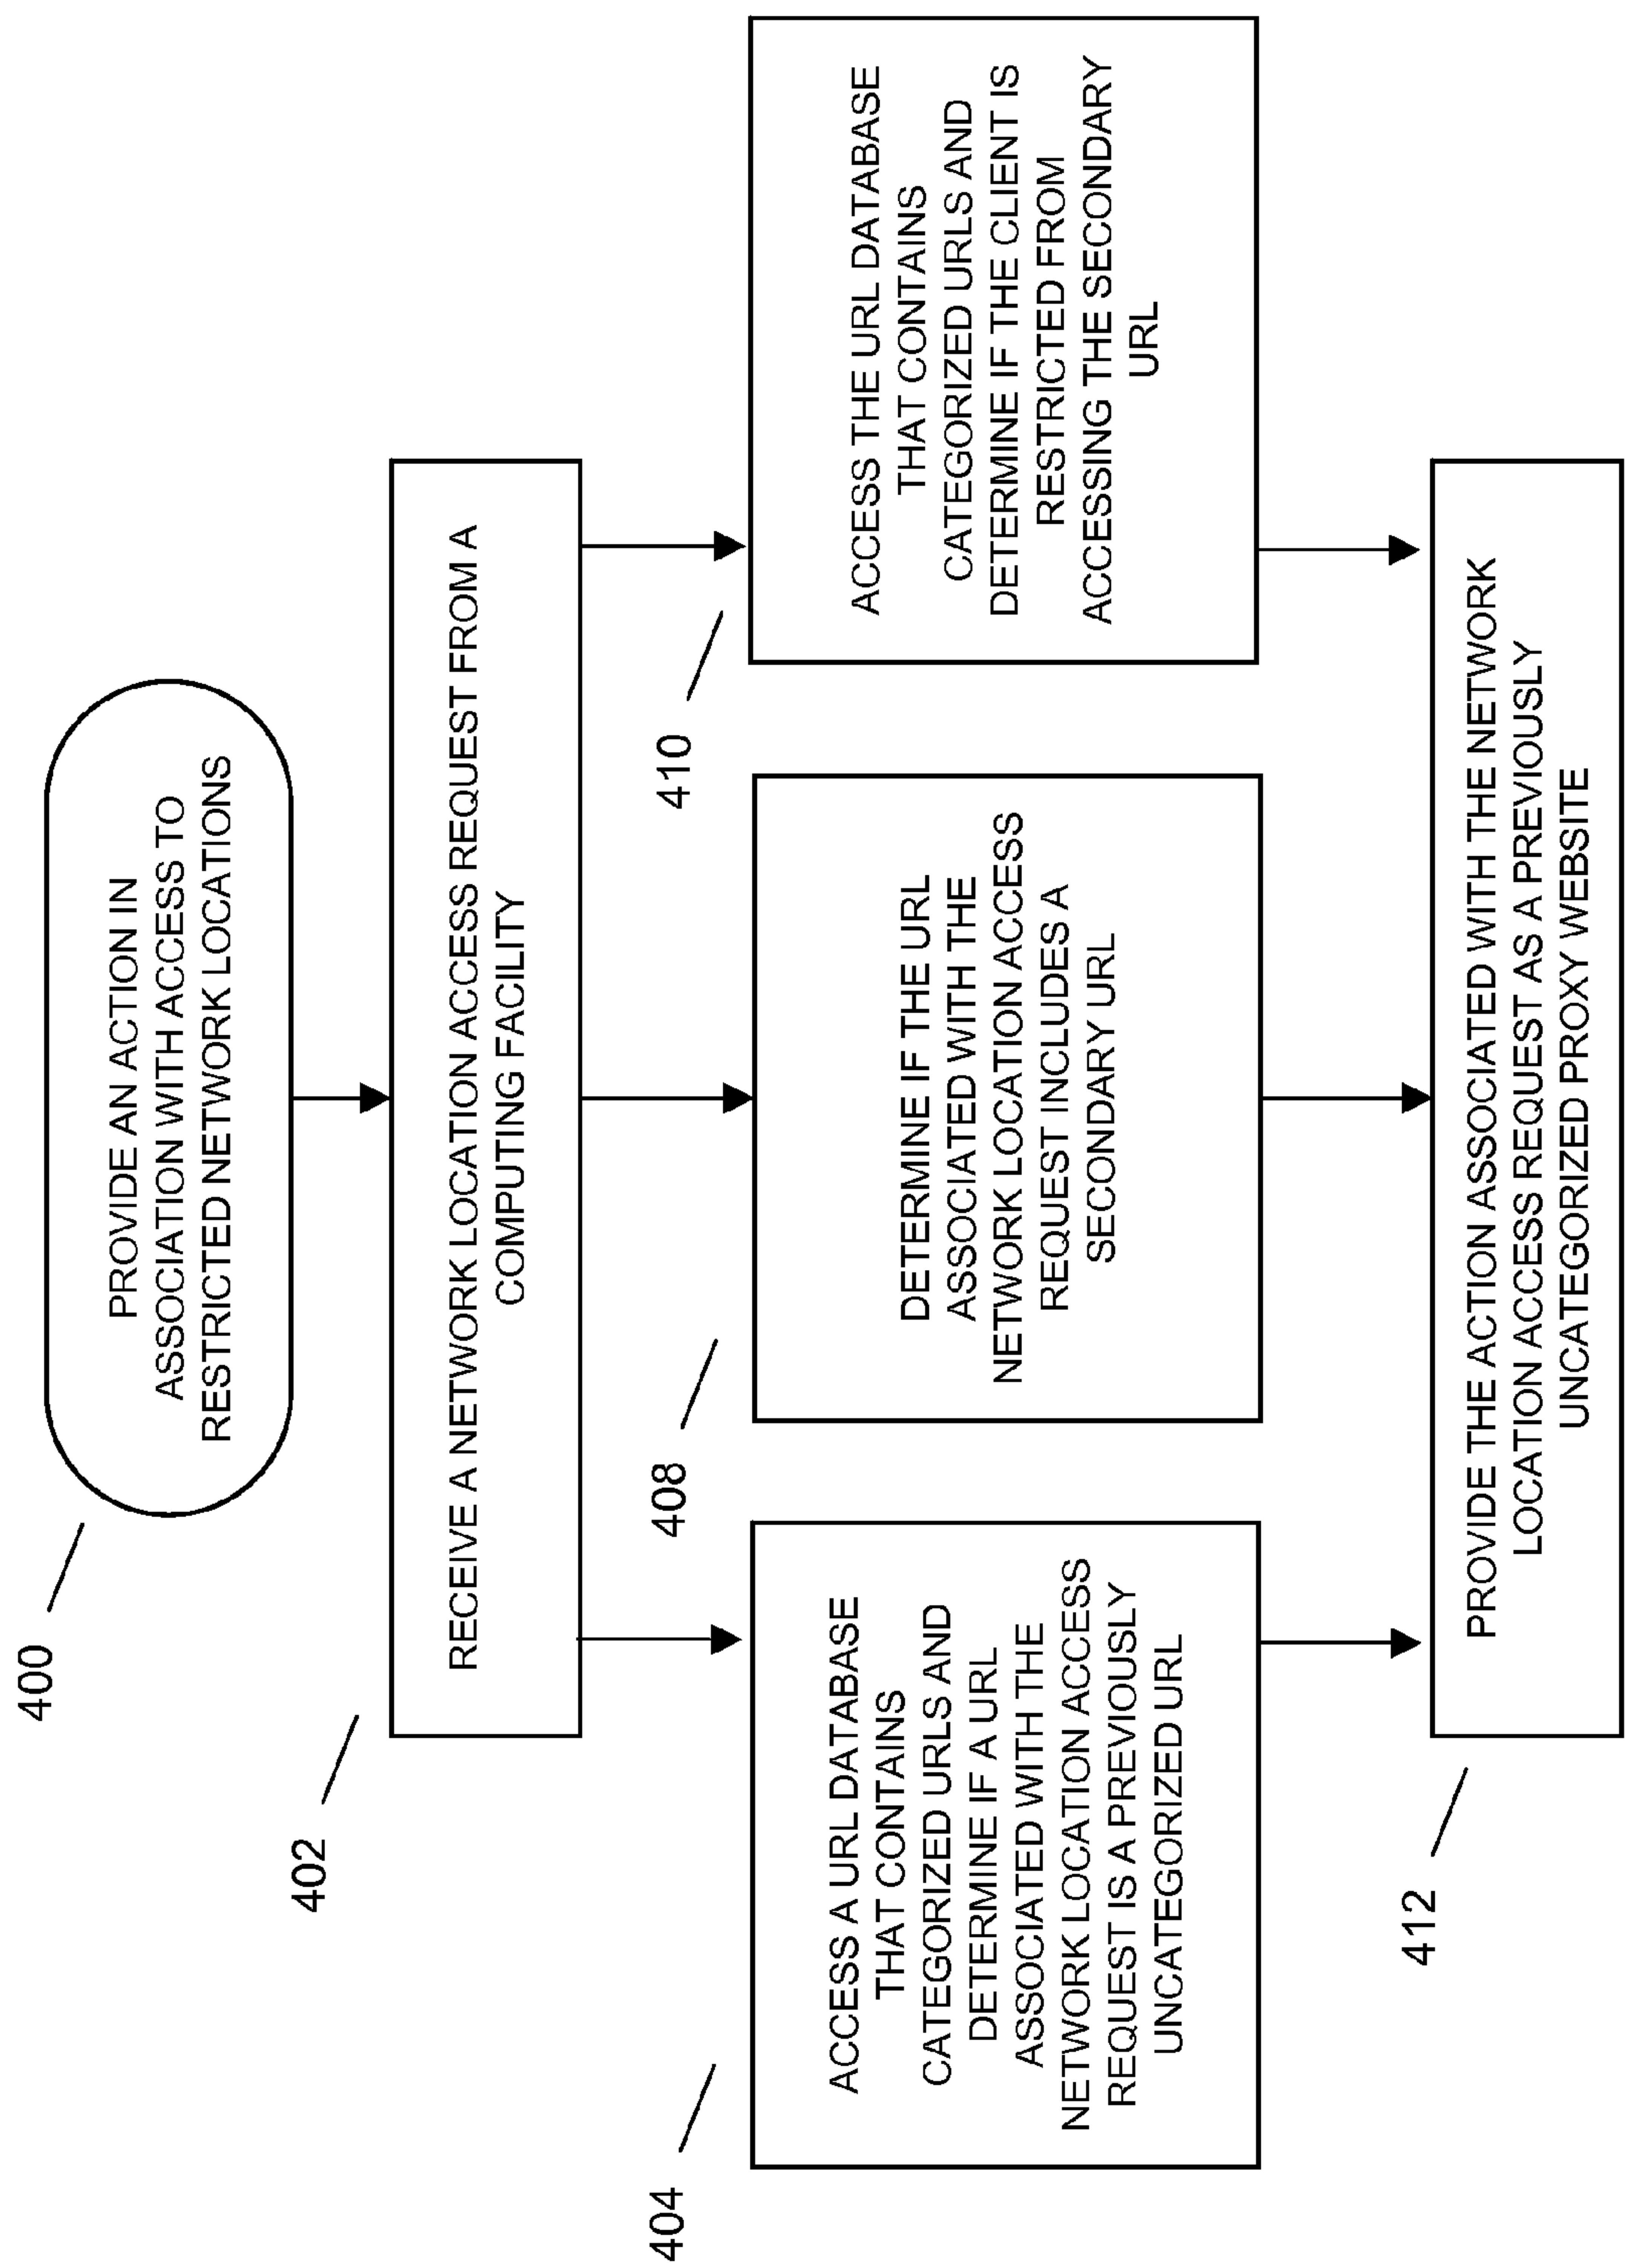 400
PROVIDE AN ACTION IN
ASSOCIATION WITH ACCESS TO
RESTRICTED NETWORK LOCATIONS
402
RECEIVE A NETWORK LOCATION ACCESS REQUEST FROM A
COMPUTING FACILITY
404
ACCESS A URL DATABASE
THAT CONTAINS
CATEGORIZED URLS AND
DETERMINE IF A URL
ASSOCIATED WITH THE
NETWORK LOCATION ACCESS
REQUEST IS A PREVIOUSLY
UNCATEGORIZED URL
408
DETERMINE IF THE URL
ASSOCIATED WITH THE
NETWORK LOCATION ACCESS
REQUEST INCLUDES A
SECONDARY URL
410
ACCESS THE URL DATABASE
THAT CONTAINS
CATEGORIZED URLS AND
DETERMINE IF THE CLIENT IS
RESTRICTED FROM
ACCESSING THE SECONDARY
URL
412
PROVIDE THE ACTION ASSOCIATED WITH THE NETWORK
LOCATION ACCESS REQUEST AS A PREVIOUSLY
UNCATEGORIZED PROXY WEBSITE